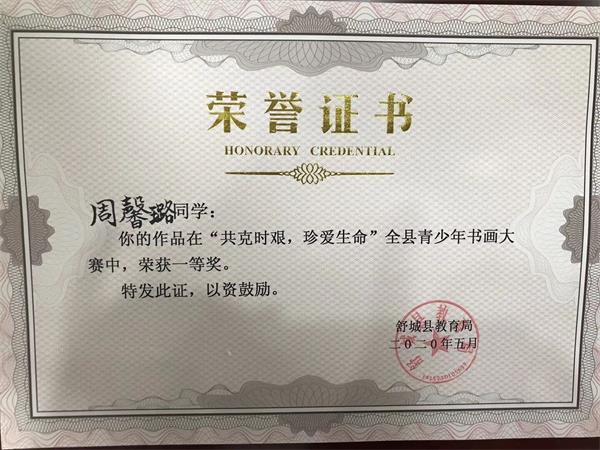 荣誉证书
HONORARY CREDENTIAL
周馨璐同学：
你的作品在“共克时艰，珍爱生命”全县青少年书画大
赛中，荣获一等奖。
特发此证，以资鼓励。
舒城县教育局
二〇二〇年五月